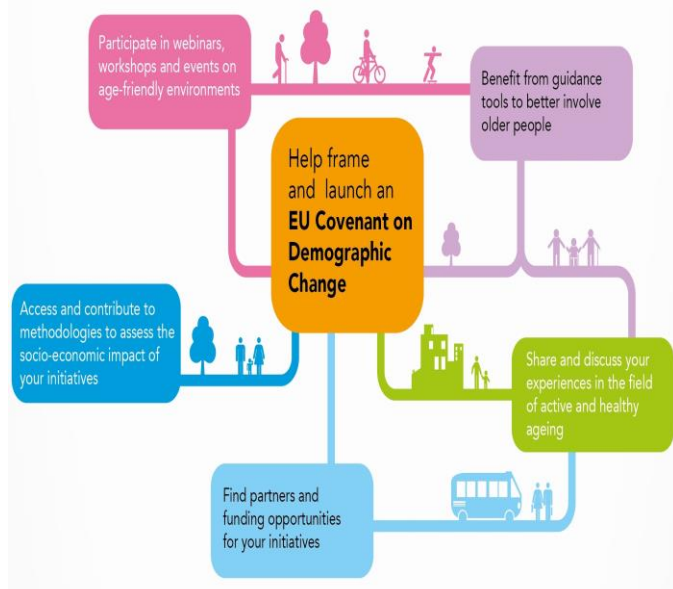 Participate in webinars,
workshops and events on
age-friendly environments
Benefit from guidance
tools to better involve
older people
Help frame
and launch an
EU Covenant on
Demographic
Change
Access and contribute to
methodologies to assess the
socio-economic impact of
your initiatives
Share and discuss your
experiences in the field
of active and healthy
ageing
Find partners and
funding opportunities
for your initiatives